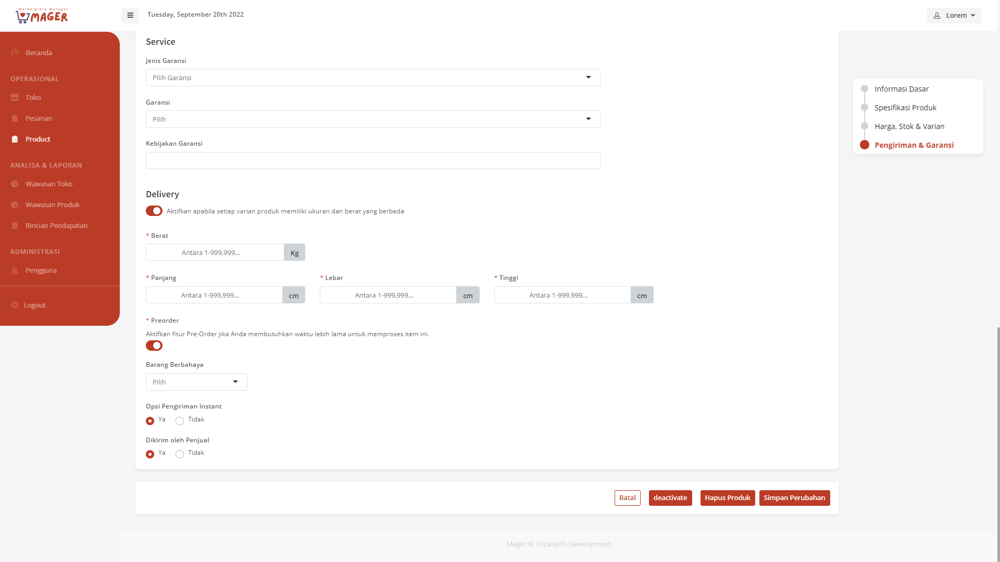 Marketplace Manager
MAGER
Tuesday, September 20th 2022
Lorem
Beranda
OPERASIONAL
Toko
Pesanan
Product
ANALISA & LAPORAN
Wawasan Toko
Wawasan Produk
Rincian Pendapatan
ADMINISTRASI
Pengguna
Logout
Service
Jenis Garansi
Pilih Garansi
Garansi
Pilih
Kebijakan Garansi
Delivery
Aktifkan apabila setiap varian produk memiliki ukuran dan berat yang berbeda
* Berat
Antara 1-999,999... Kg
* Panjang
Antara 1-999,999... cm
* Lebar
Antara 1-999,999... cm
* Tinggi
Antara 1-999,999... cm
* Preorder
Aktifkan fitur Pre-Order jika Anda membutuhkan waktu lebih lama untuk memproses item ini.
Barang Berbahaya
Pilih
Opsi Pengiriman Instant
Ya Tidak
Dikirim oleh Penjual
Ya Tidak
Informasi Dasar
Spesifikasi Produk
Harga, Stok & Varian
Pengiriman & Garansi
Batal deactivate Hapus Produk Simpan Perubahan
Mager © Tripasysfo Development